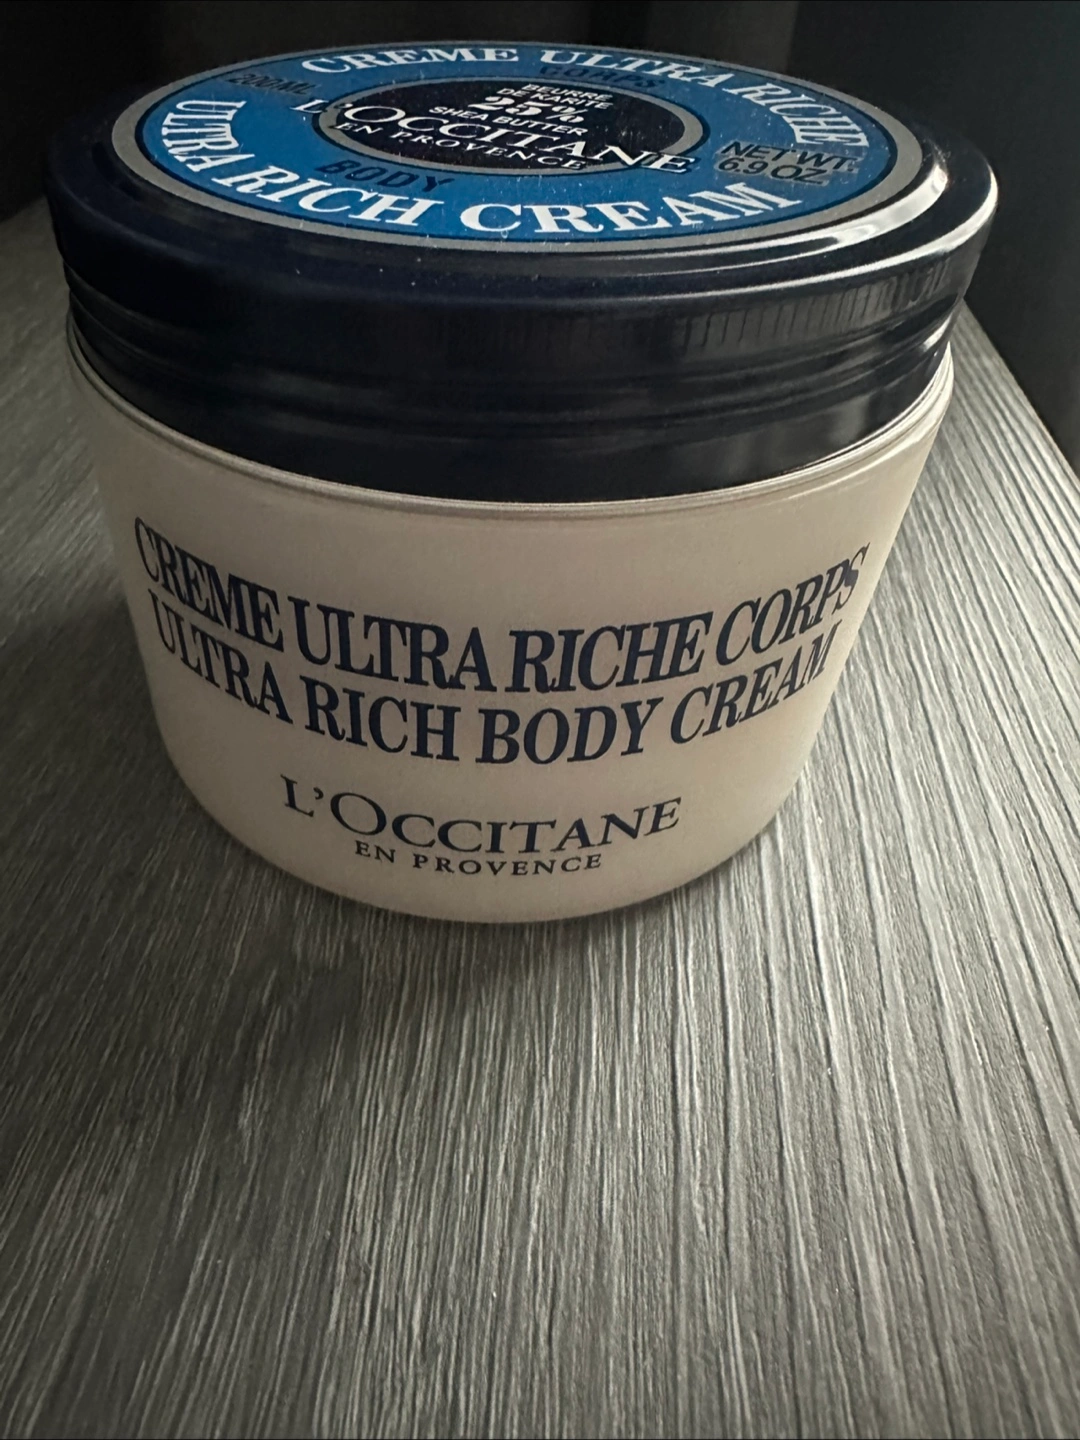 CREME ULTRA RICHE
CORPS
200ML
BEURRE
DE KARITÉ
25%
SHEA BUTTER
L'OCCITANE
EN PROVENCE
NET WT.
6.9 OZ.
BODY
ULTRA RICH CREAM
CREME ULTRA RICHE CORPS
ULTRA RICH BODY CREAM
L'OCCITANE
EN PROVENCE